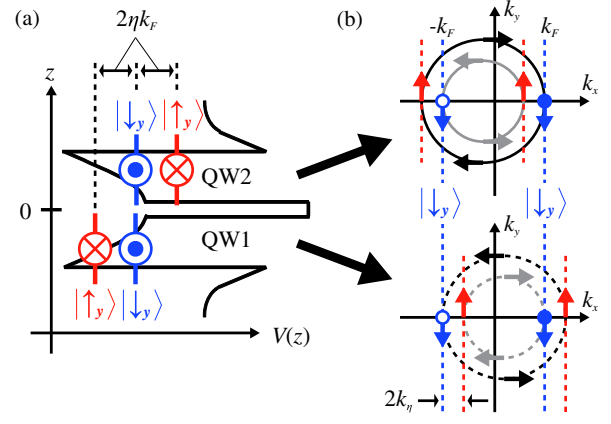 (a)
2ηk_F
z
|↓_y⟩ |↑_y⟩
QW2
0
QW1
|↑_y⟩ |↓_y⟩
V(z)
(b)
k_y
-k_F
k_F
k_x
|↓_y⟩
|↓_y⟩
k_y
k_x
2k_η